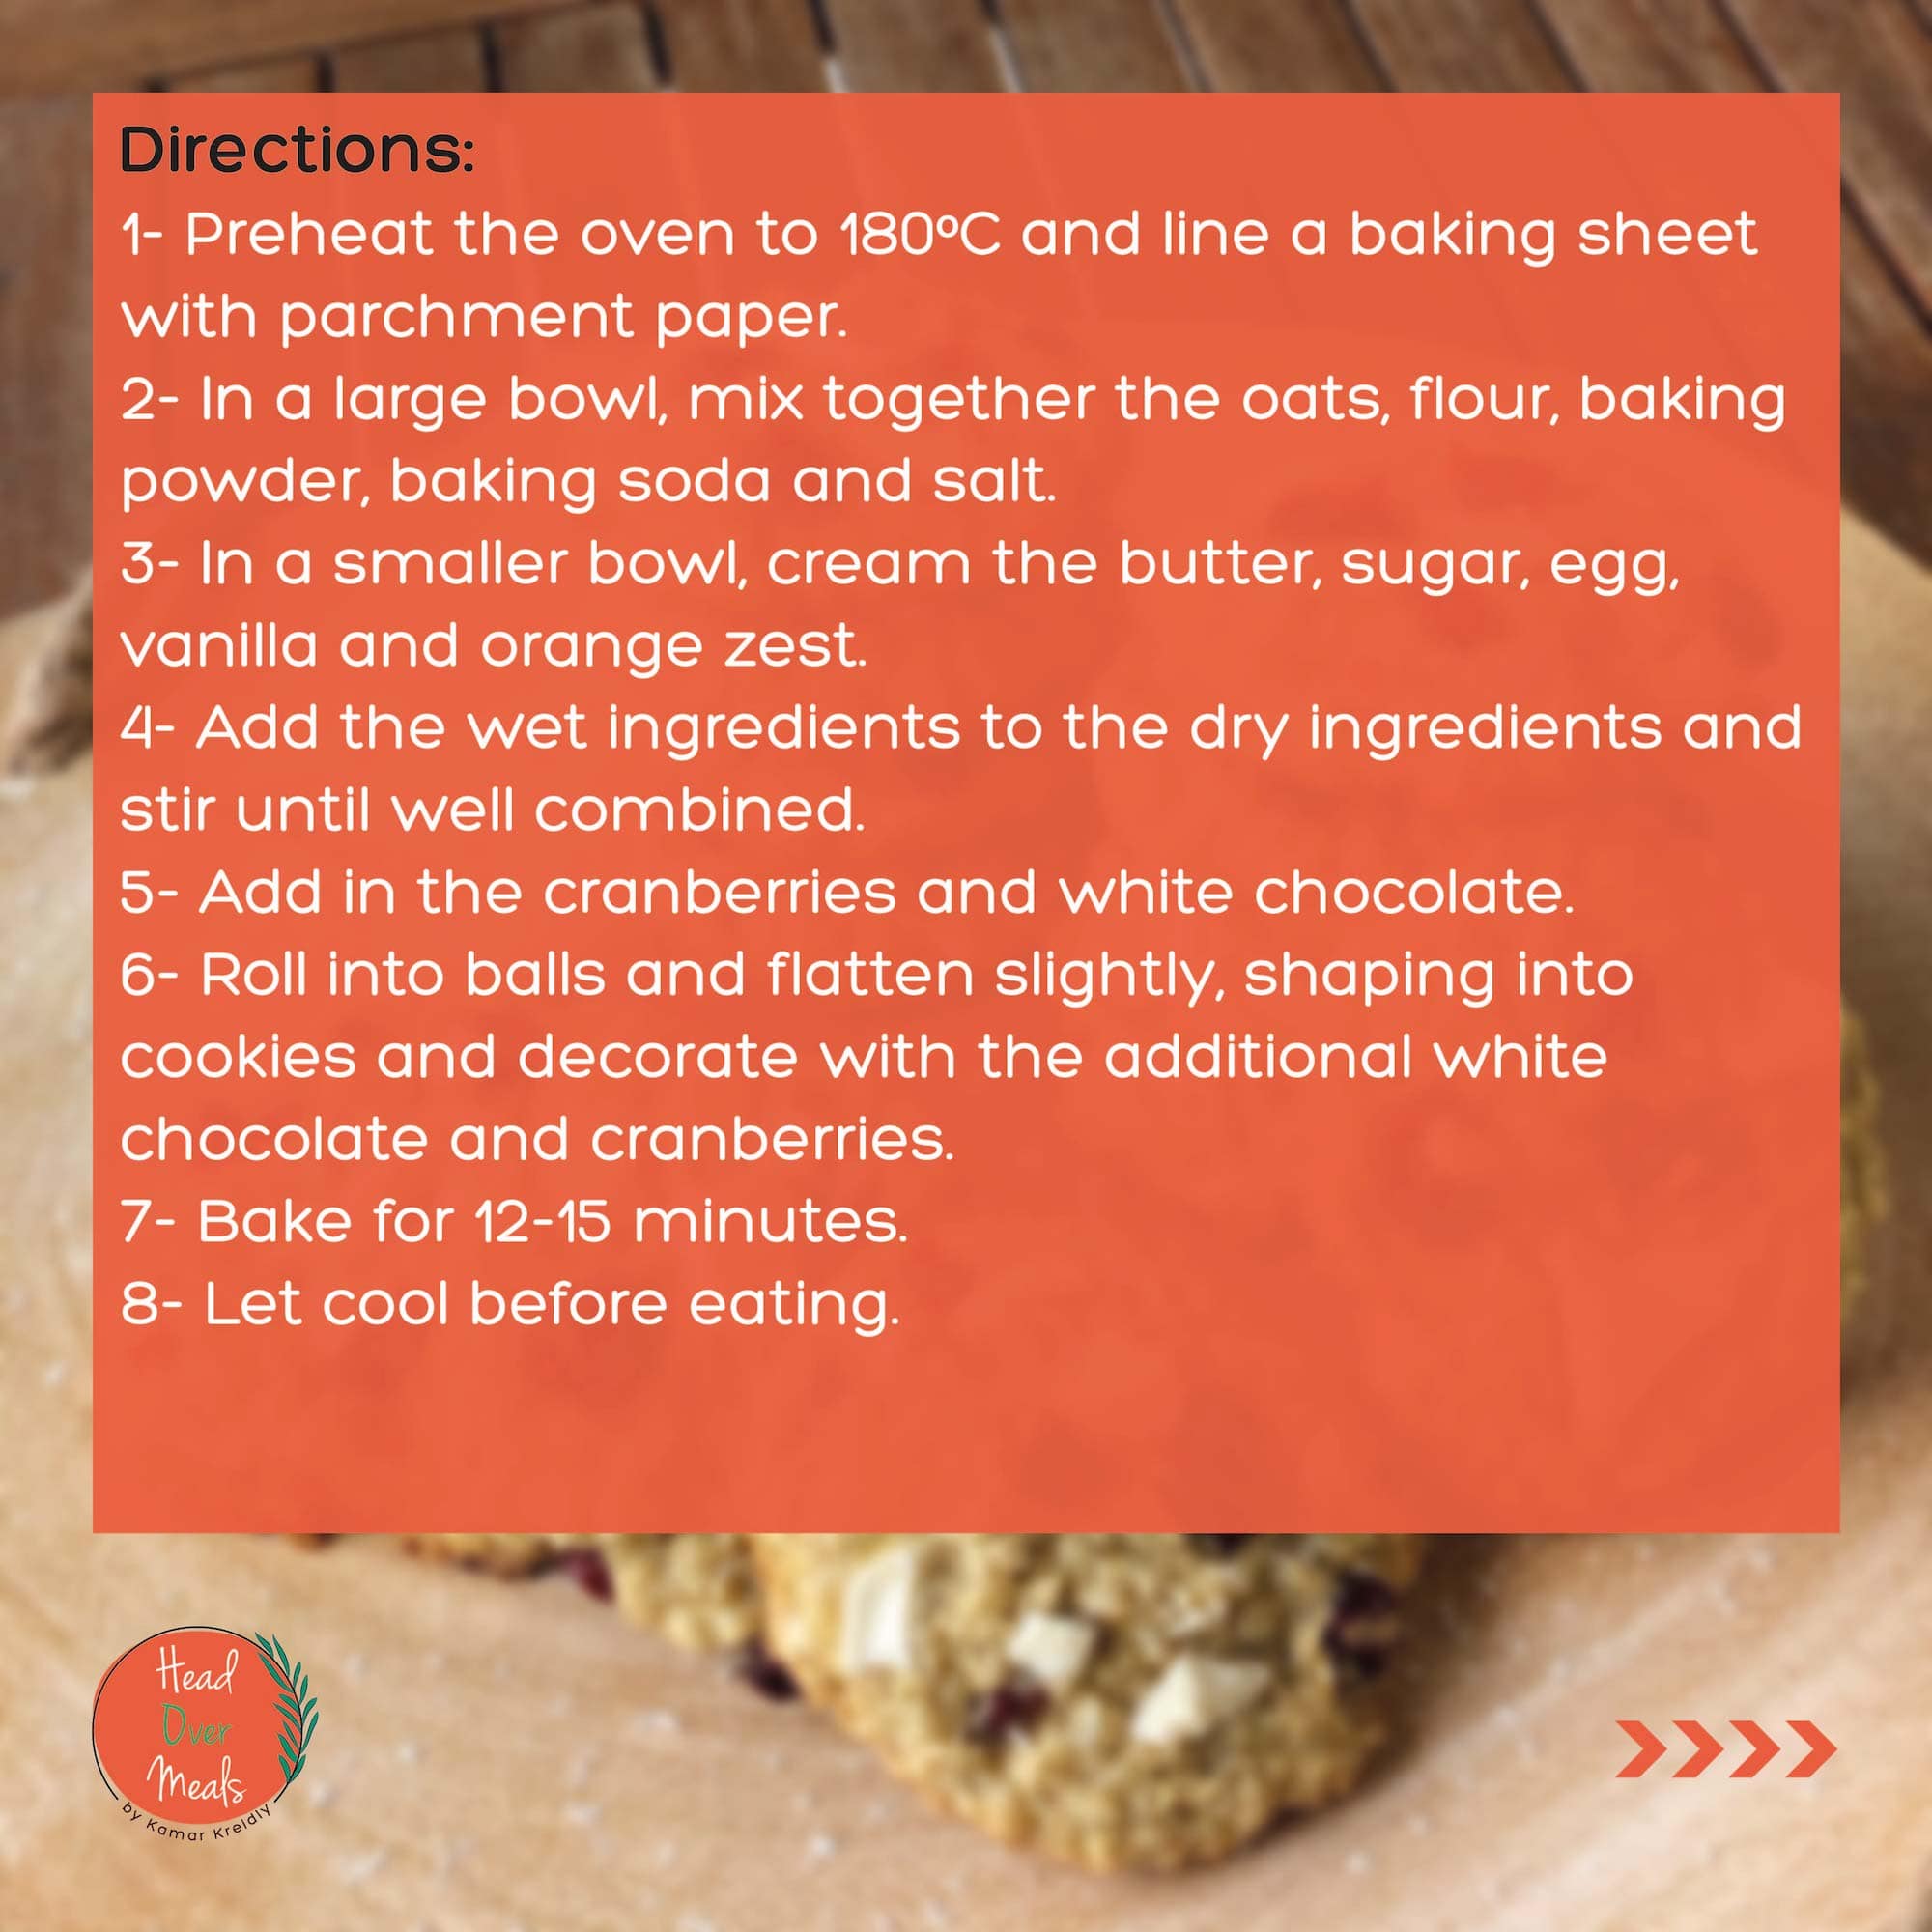 Directions:
1- Preheat the oven to 180ºC and line a baking sheet
with parchment paper.
2- In a large bowl, mix together the oats, flour, baking
powder, baking soda and salt.
3- In a smaller bowl, cream the butter, sugar, egg,
vanilla and orange zest.
4- Add the wet ingredients to the dry ingredients and
stir until well combined.
5- Add in the cranberries and white chocolate.
6- Roll into balls and flatten slightly, shaping into
cookies and decorate with the additional white
chocolate and cranberries.
7- Bake for 12-15 minutes.
8- Let cool before eating.
Head
Over
Meals
by Kamar Kreidly